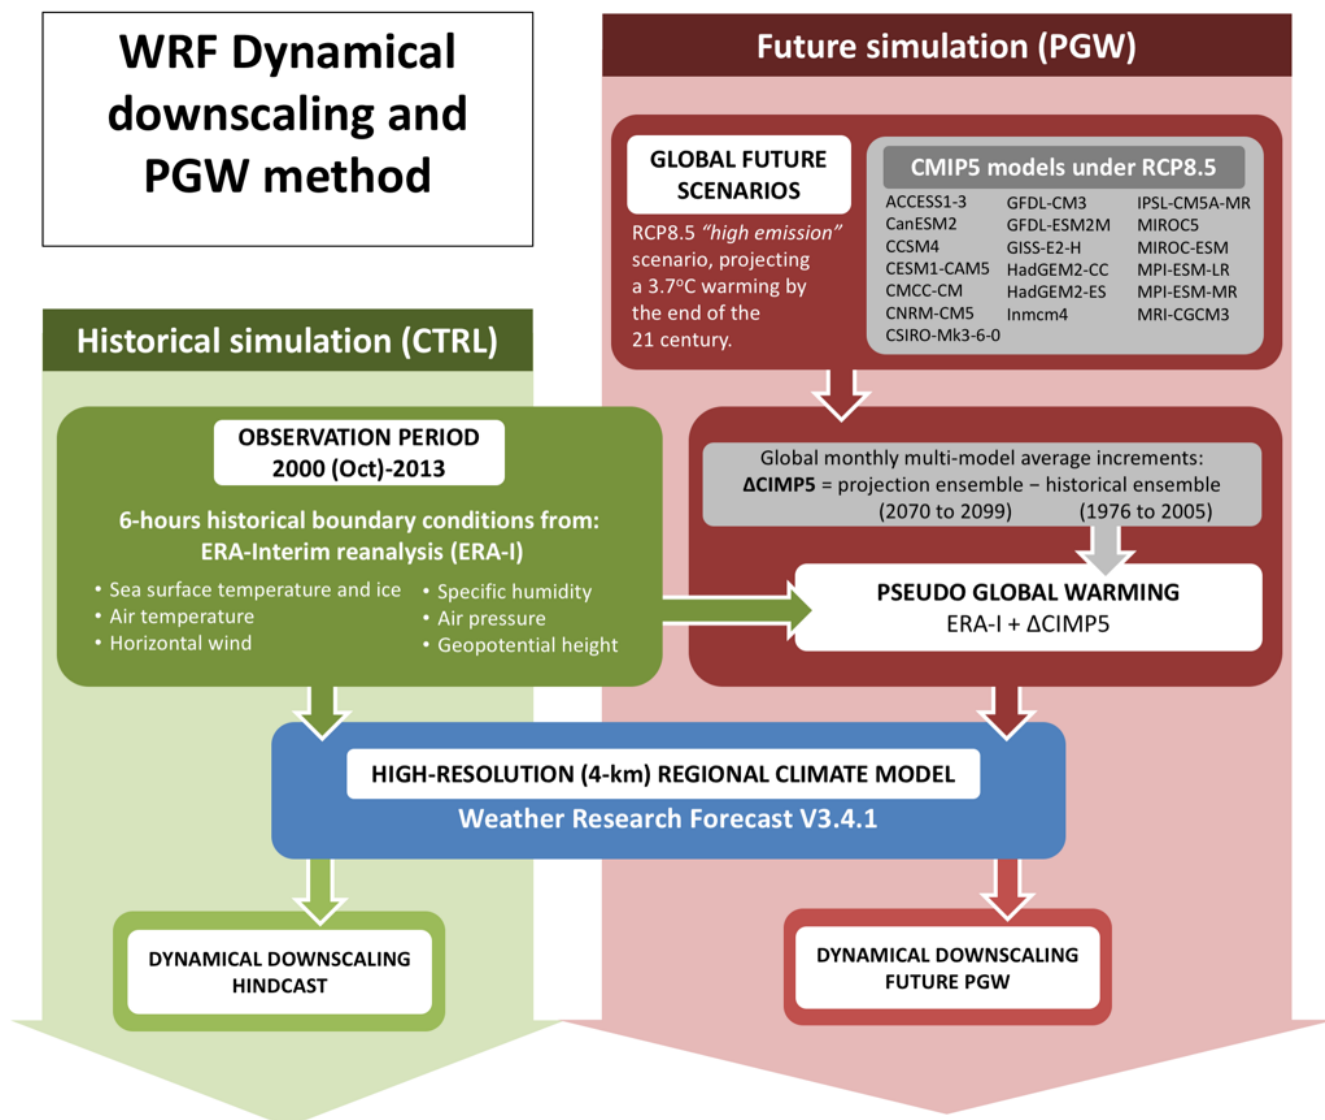 WRF Dynamical
downscaling and
PGW method
Future simulation (PGW)
GLOBAL FUTURE
SCENARIOS
RCP8.5 “high emission”
scenario, projecting
a 3.7°C warming by
the end of the
21 century.
CMIP5 models under RCP8.5
ACCESS1-3
CanESM2
CCSM4
CESM1-CAM5
CMCC-CM
CNRM-CM5
CSIRO-Mk3-6-0
GFDL-CM3
GFDL-ESM2M
GISS-E2-H
HadGEM2-CC
HadGEM2-ES
Inmcm4
IPSL-CM5A-MR
MIROC5
MIROC-ESM
MPI-ESM-LR
MPI-ESM-MR
MRI-CGCM3
Historical simulation (CTRL)
OBSERVATION PERIOD
2000 (Oct)-2013
6-hours historical boundary conditions from:
ERA-Interim reanalysis (ERA-I)
• Sea surface temperature and ice
• Air temperature
• Horizontal wind
• Specific humidity
• Air pressure
• Geopotential height
Global monthly multi-model average increments:
ΔCIMP5 = projection ensemble − historical ensemble
(2070 to 2099) (1976 to 2005)
PSEUDO GLOBAL WARMING
ERA-I + ΔCIMP5
HIGH-RESOLUTION (4-km) REGIONAL CLIMATE MODEL
Weather Research Forecast V3.4.1
DYNAMICAL DOWNSCALING
HINDCAST
DYNAMICAL DOWNSCALING
FUTURE PGW